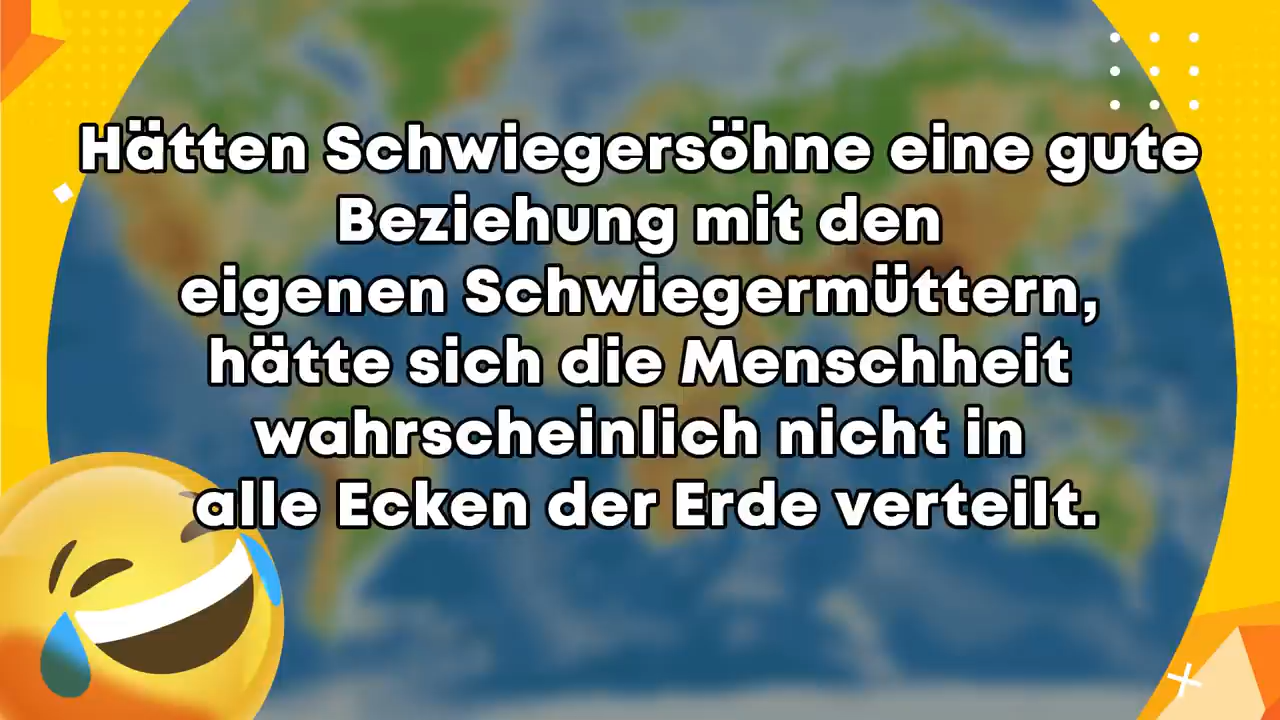 Hätten Schwiegersöhne eine gute
Beziehung mit den
eigenen Schwiegermüttern,
hätte sich die Menschheit
wahrscheinlich nicht in
alle Ecken der Erde verteilt.